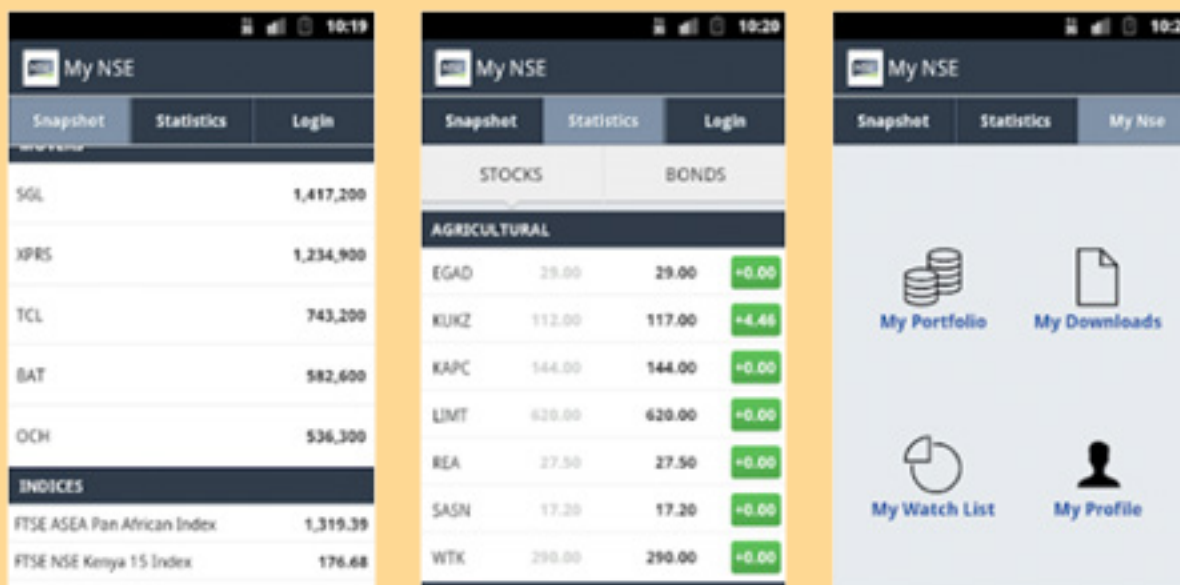 10:19
My NSE
Snapshot Statistics Login
MOVERS
SGL 1,417,200
XPRS 1,234,900
TCL 743,200
BAT 582,600
OCH 536,300
INDICES
FTSE ASEA Pan African Index 1,319.39
FTSE NSE Kenya 15 Index 176.68
10:20
My NSE
Snapshot Statistics Login
STOCKS BONDS
AGRICULTURAL
EGAD 29.00 29.00 +0.00
KUKZ 112.00 117.00 +4.46
KAPC 144.00 144.00 +0.00
LIMT 620.00 620.00 +0.00
REA 27.50 27.50 +0.00
SASN 17.20 17.20 +0.00
WTK 290.00 290.00 +0.00
My NSE
Snapshot Statistics My Nse
My Portfolio My Downloads
My Watch List My Profile